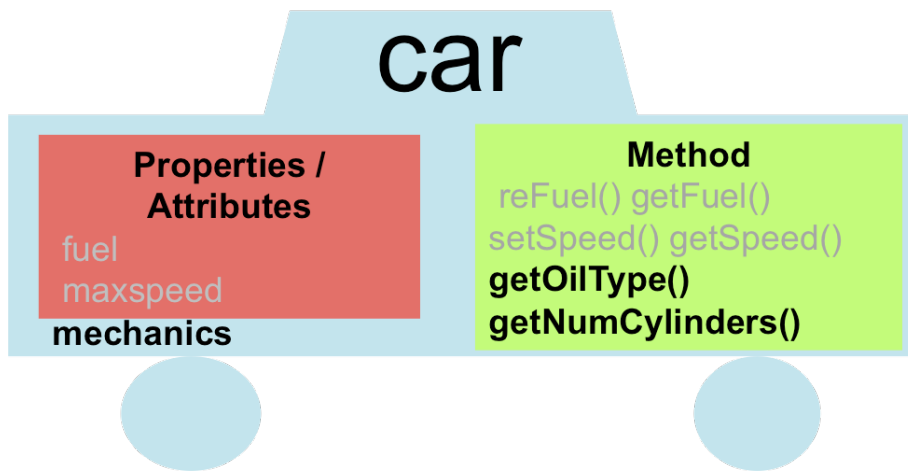 car
Properties /
Attributes
fuel
maxspeed
mechanics
Method
reFuel() getFuel()
setSpeed() getSpeed()
getOilType()
getNumCylinders()